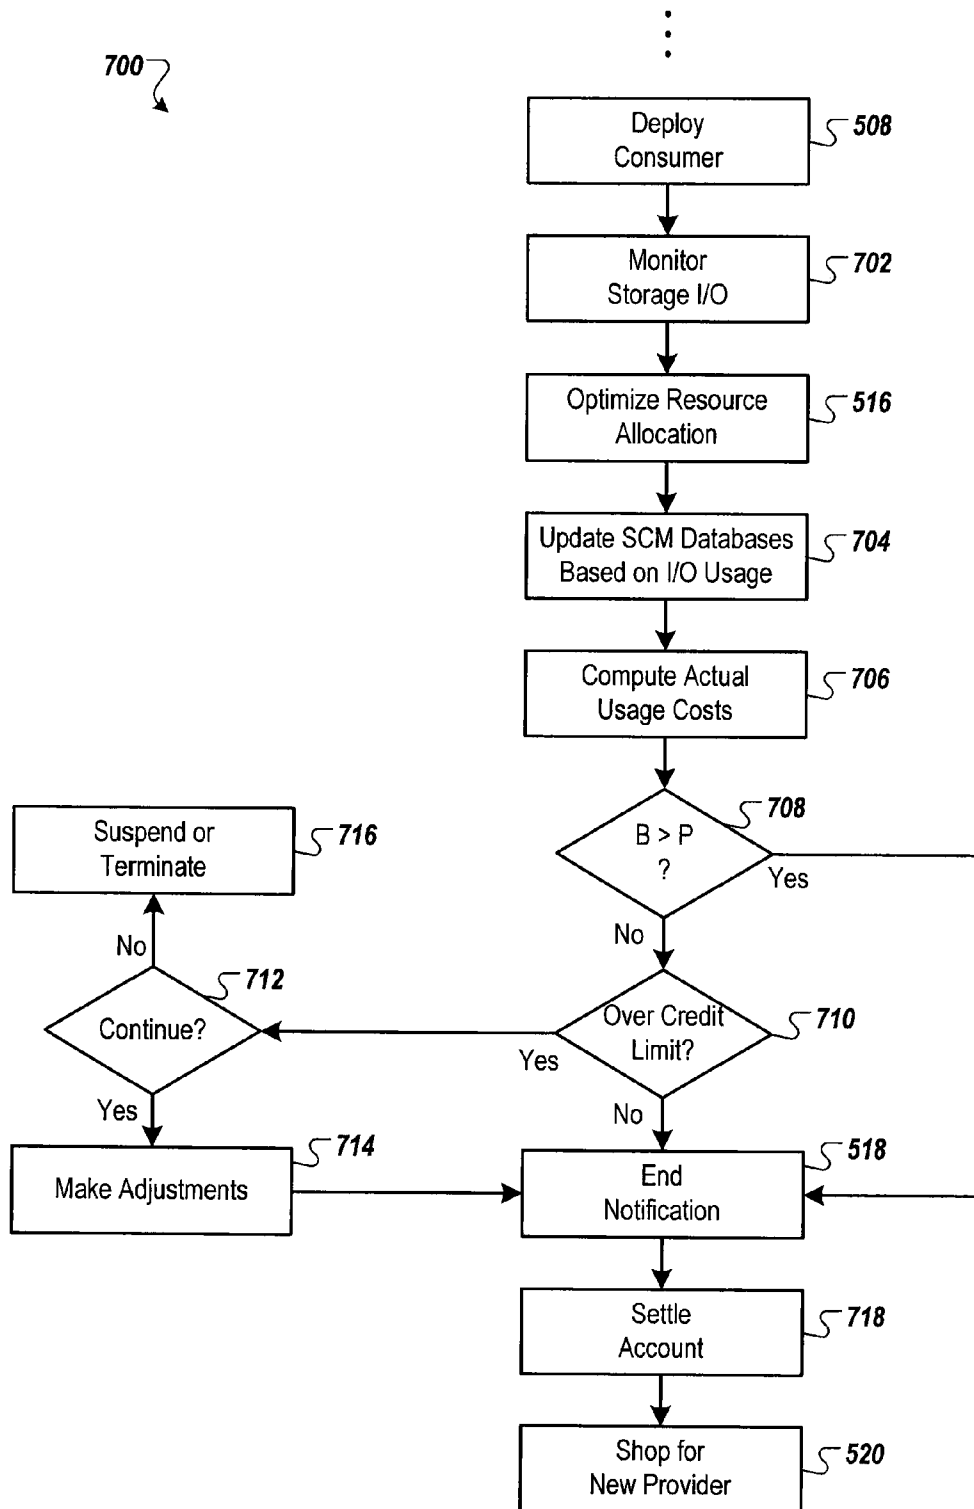 700
Deploy
Consumer
508
Monitor
Storage I/O
702
Optimize Resource
Allocation
516
Update SCM Databases
Based on I/O Usage
704
Compute Actual
Usage Costs
706
B > P
?
708
Yes
No
Suspend or
Terminate
716
No
Continue?
712
Yes
Over Credit
Limit?
710
Yes
No
Make Adjustments
714
End
Notification
518
Settle
Account
718
Shop for
New Provider
520